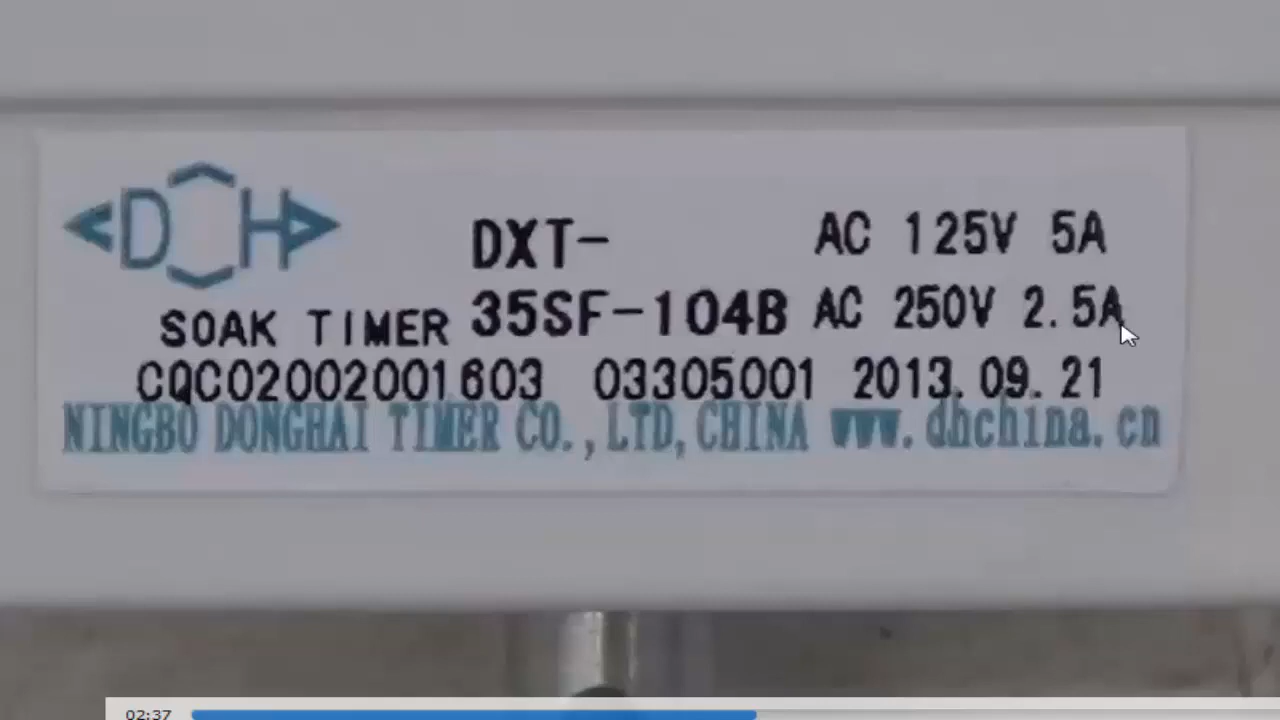 DH
DXT-
AC 125V 5A
SOAK TIMER 35SF-104B AC 250V 2.5A
CQC02002001603 03305001 2013.09.21
NINGBO DONGHAI TIMER CO.,LTD,CHINA www.dhchina.cn
02:37